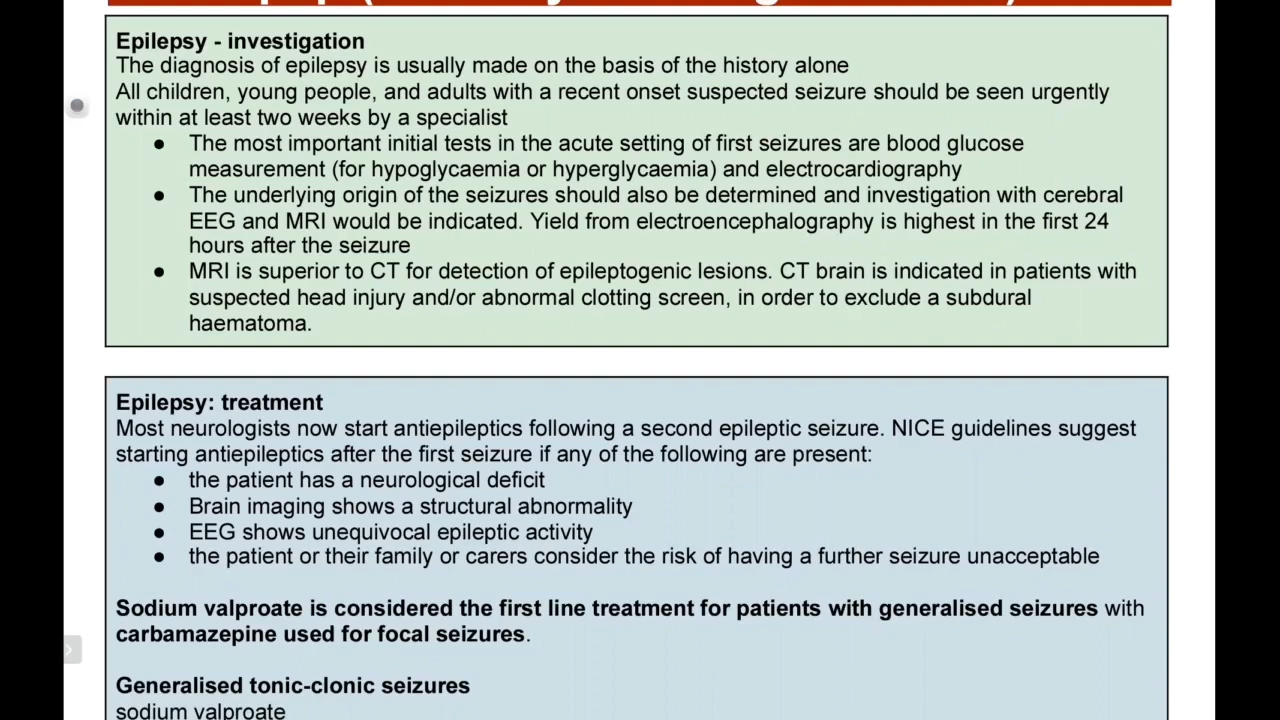 Epilepsy - investigation
The diagnosis of epilepsy is usually made on the basis of the history alone
All children, young people, and adults with a recent onset suspected seizure should be seen urgently
within at least two weeks by a specialist
● The most important initial tests in the acute setting of first seizures are blood glucose
measurement (for hypoglycaemia or hyperglycaemia) and electrocardiography
● The underlying origin of the seizures should also be determined and investigation with cerebral
EEG and MRI would be indicated. Yield from electroencephalography is highest in the first 24
hours after the seizure
● MRI is superior to CT for detection of epileptogenic lesions. CT brain is indicated in patients with
suspected head injury and/or abnormal clotting screen, in order to exclude a subdural
haematoma.
Epilepsy: treatment
Most neurologists now start antiepileptics following a second epileptic seizure. NICE guidelines suggest
starting antiepileptics after the first seizure if any of the following are present:
● the patient has a neurological deficit
● Brain imaging shows a structural abnormality
● EEG shows unequivocal epileptic activity
● the patient or their family or carers consider the risk of having a further seizure unacceptable
Sodium valproate is considered the first line treatment for patients with generalised seizures with
carbamazepine used for focal seizures.
Generalised tonic-clonic seizures
sodium valproate